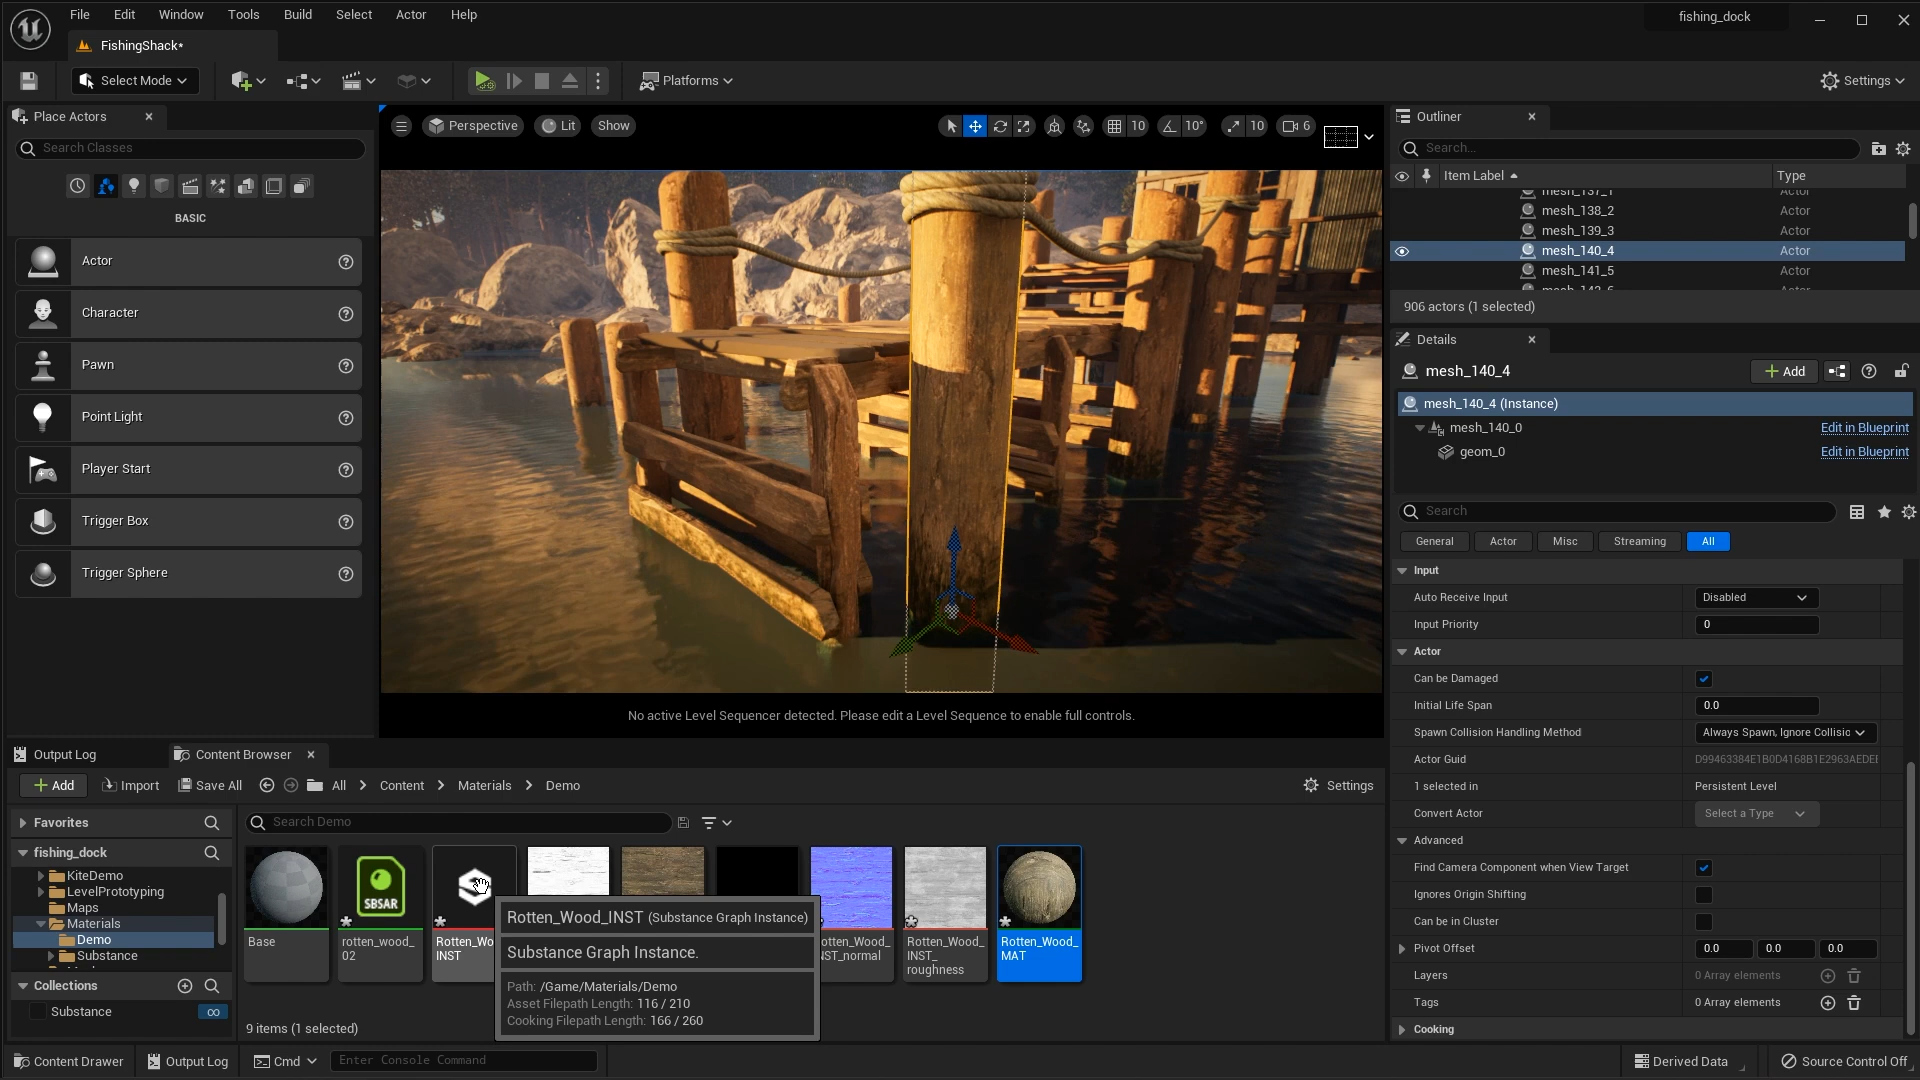 File Edit Window Tools Build Select Actor Help
fishing_dock
FishingShack*
Select Mode
Platforms
Settings
Place Actors
Search Classes
BASIC
Actor
Character
Pawn
Point Light
Player Start
Trigger Box
Trigger Sphere
Perspective Lit Show 10 10° 10 6
No active Level Sequencer detected. Please edit a Level Sequence to enable full controls.
Outliner
Search...
Item Label Type
mesh_137_1 Actor
mesh_138_2 Actor
mesh_139_3 Actor
mesh_140_4 Actor
mesh_141_5 Actor
906 actors (1 selected)
Details
mesh_140_4
Add
mesh_140_4 (Instance)
mesh_140_0 Edit in Blueprint
geom_0 Edit in Blueprint
Search
General Actor Misc Streaming All
Input
Auto Receive Input Disabled
Input Priority 0
Actor
Can be Damaged
Initial Life Span 0.0
Spawn Collision Handling Method Always Spawn, Ignore Collisic
Actor Guid D99463384E1B0D4168B1E2963AEDEI
1 selected in Persistent Level
Convert Actor Select a Type
Advanced
Find Camera Component when View Target
Ignores Origin Shifting
Can be in Cluster
Pivot Offset 0.0 0.0 0.0
Layers 0 Array elements
Tags 0 Array elements
Cooking
Output Log Content Browser
Add Import Save All All Content Materials Demo Settings
Favorites
fishing_dock
KiteDemo
LevelPrototyping
Maps
Materials
Demo
Substance
Collections
Substance
Search Demo
SBSAR
Base
rotten_wood_
02
Rotten_Wo
INST
otten_Wood_
NST_normal
Rotten_Wood_
INST_
roughness
Rotten_Wood_
MAT
Rotten_Wood_INST (Substance Graph Instance)
Substance Graph Instance.
Path: /Game/Materials/Demo
Asset Filepath Length: 116 / 210
Cooking Filepath Length: 166 / 260
9 items (1 selected)
Content Drawer Output Log Cmd Enter Console Command
Derived Data Source Control Off